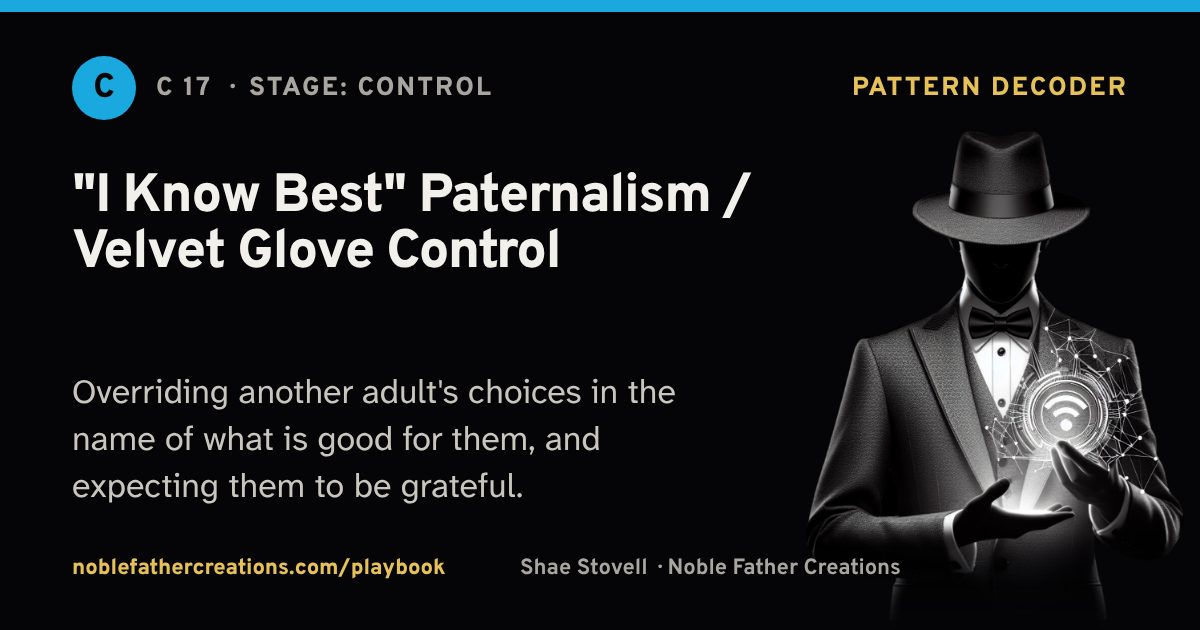 C
C 17 · STAGE: CONTROL
PATTERN DECODER
"I Know Best" Paternalism /
Velvet Glove Control
Overriding another adult's choices in the
name of what is good for them, and
expecting them to be grateful.
noblefathercreations.com/playbook
Shae Stovell · Noble Father Creations